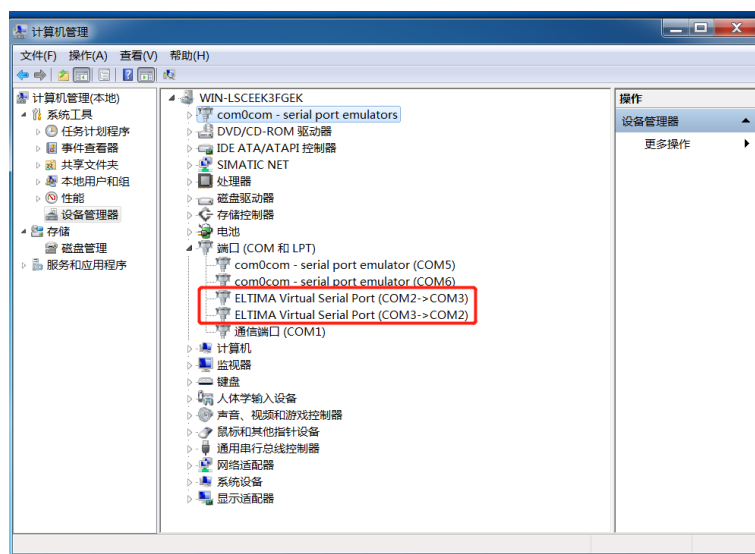 计算机管理
文件(F) 操作(A) 查看(V) 帮助(H)
计算机管理(本地)
系统工具
任务计划程序
事件查看器
共享文件夹
本地用户和组
性能
设备管理器
存储
磁盘管理
服务和应用程序
WIN-LSCEEK3FGEK
com0com - serial port emulators
DVD/CD-ROM 驱动器
IDE ATA/ATAPI 控制器
SIMATIC NET
处理器
磁盘驱动器
存储控制器
电池
端口 (COM 和 LPT)
com0com - serial port emulator (COM5)
com0com - serial port emulator (COM6)
ELTIMA Virtual Serial Port (COM2->COM3)
ELTIMA Virtual Serial Port (COM3->COM2)
通信端口 (COM1)
计算机
监视器
键盘
人体学输入设备
声音、视频和游戏控制器
鼠标和其他指针设备
通用串行总线控制器
网络适配器
系统设备
显示适配器
操作
设备管理器
更多操作